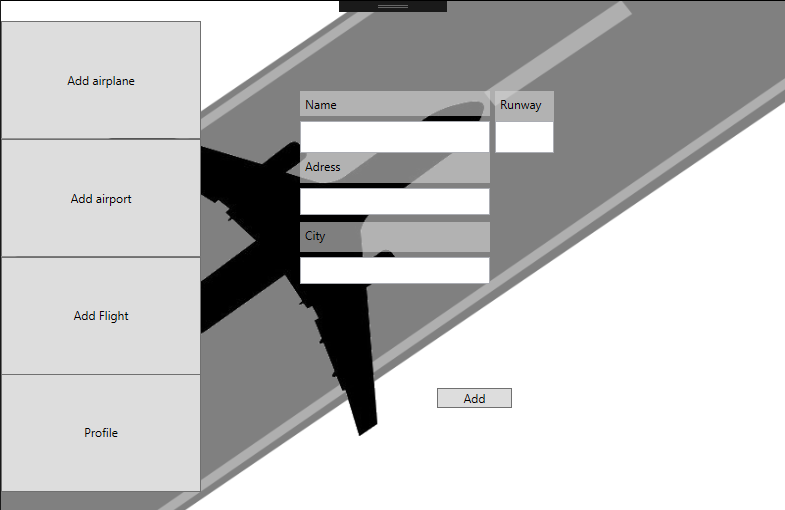 Add airplane
Add airport
Add Flight
Profile
Name
Runway
Adress
City
Add